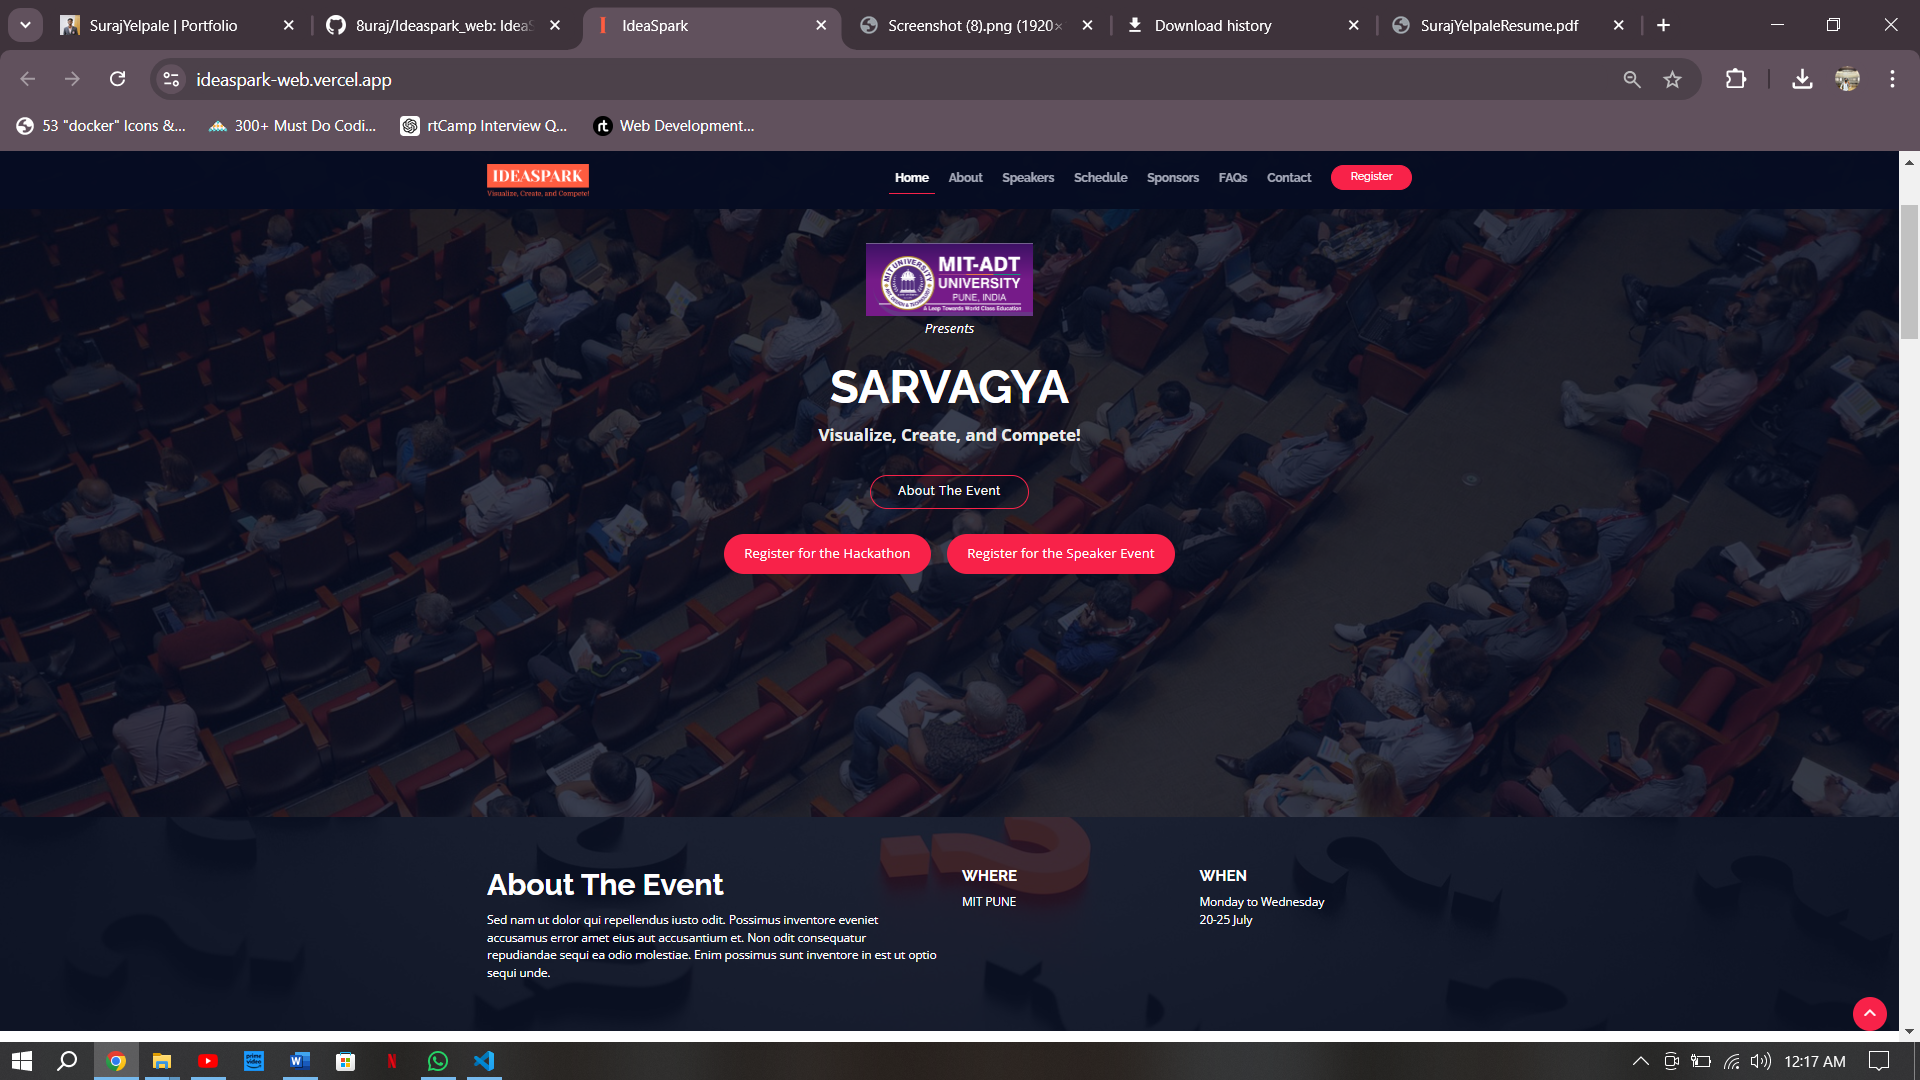 SurajYelpale | Portfolio
8uraj/Ideaspark_web: Idea
IdeaSpark
Screenshot (8).png (1920×
Download history
SurajYelpaleResume.pdf
ideaspark-web.vercel.app
53 "docker" Icons &...
300+ Must Do Codi...
rtCamp Interview Q...
rt
Web Development...
IDEASPARK
Visualize, Create, and Compete!
Home
About
Speakers
Schedule
Sponsors
FAQs
Contact
Register
MIT-ADT
UNIVERSITY
PUNE, INDIA
A Leap Towards World Class Education
Presents
SARVAGYA
Visualize, Create, and Compete!
About The Event
Register for the Hackathon
Register for the Speaker Event
About The Event
Sed nam ut dolor qui repellendus iusto odit. Possimus inventore eveniet
accusamus error amet eius aut accusantium et. Non odit consequatur
repudiandae sequi ea odio molestiae. Enim possimus sunt inventore in est ut optio
sequi unde.
WHERE
MIT PUNE
WHEN
Monday to Wednesday
20-25 July
prime video
12:17 AM